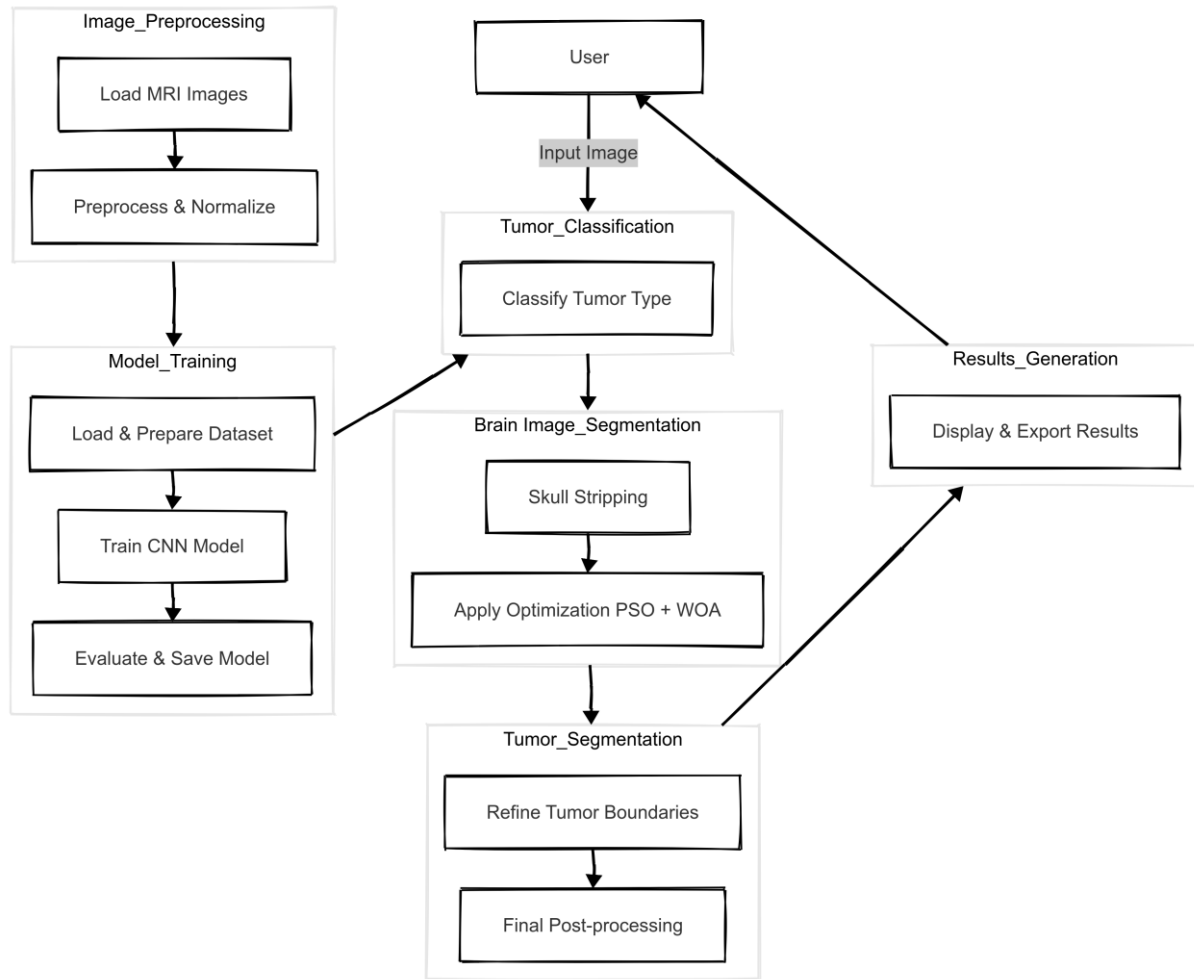 Image_Preprocessing
Load MRI Images
Preprocess & Normalize
Model_Training
Load & Prepare Dataset
Train CNN Model
Evaluate & Save Model
User
Input Image
Tumor_Classification
Classify Tumor Type
Brain Image_Segmentation
Skull Stripping
Apply Optimization PSO + WOA
Tumor_Segmentation
Refine Tumor Boundaries
Final Post-processing
Results_Generation
Display & Export Results